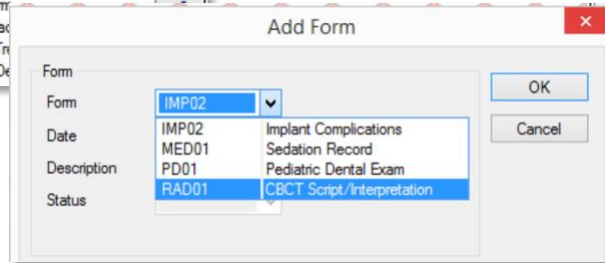 Add Form
Form
Form IMP02
Date
Description
Status
IMP02 Implant Complications
MED01 Sedation Record
PD01 Pediatric Dental Exam
RAD01 CBCT Script/Interpretation
OK
Cancel